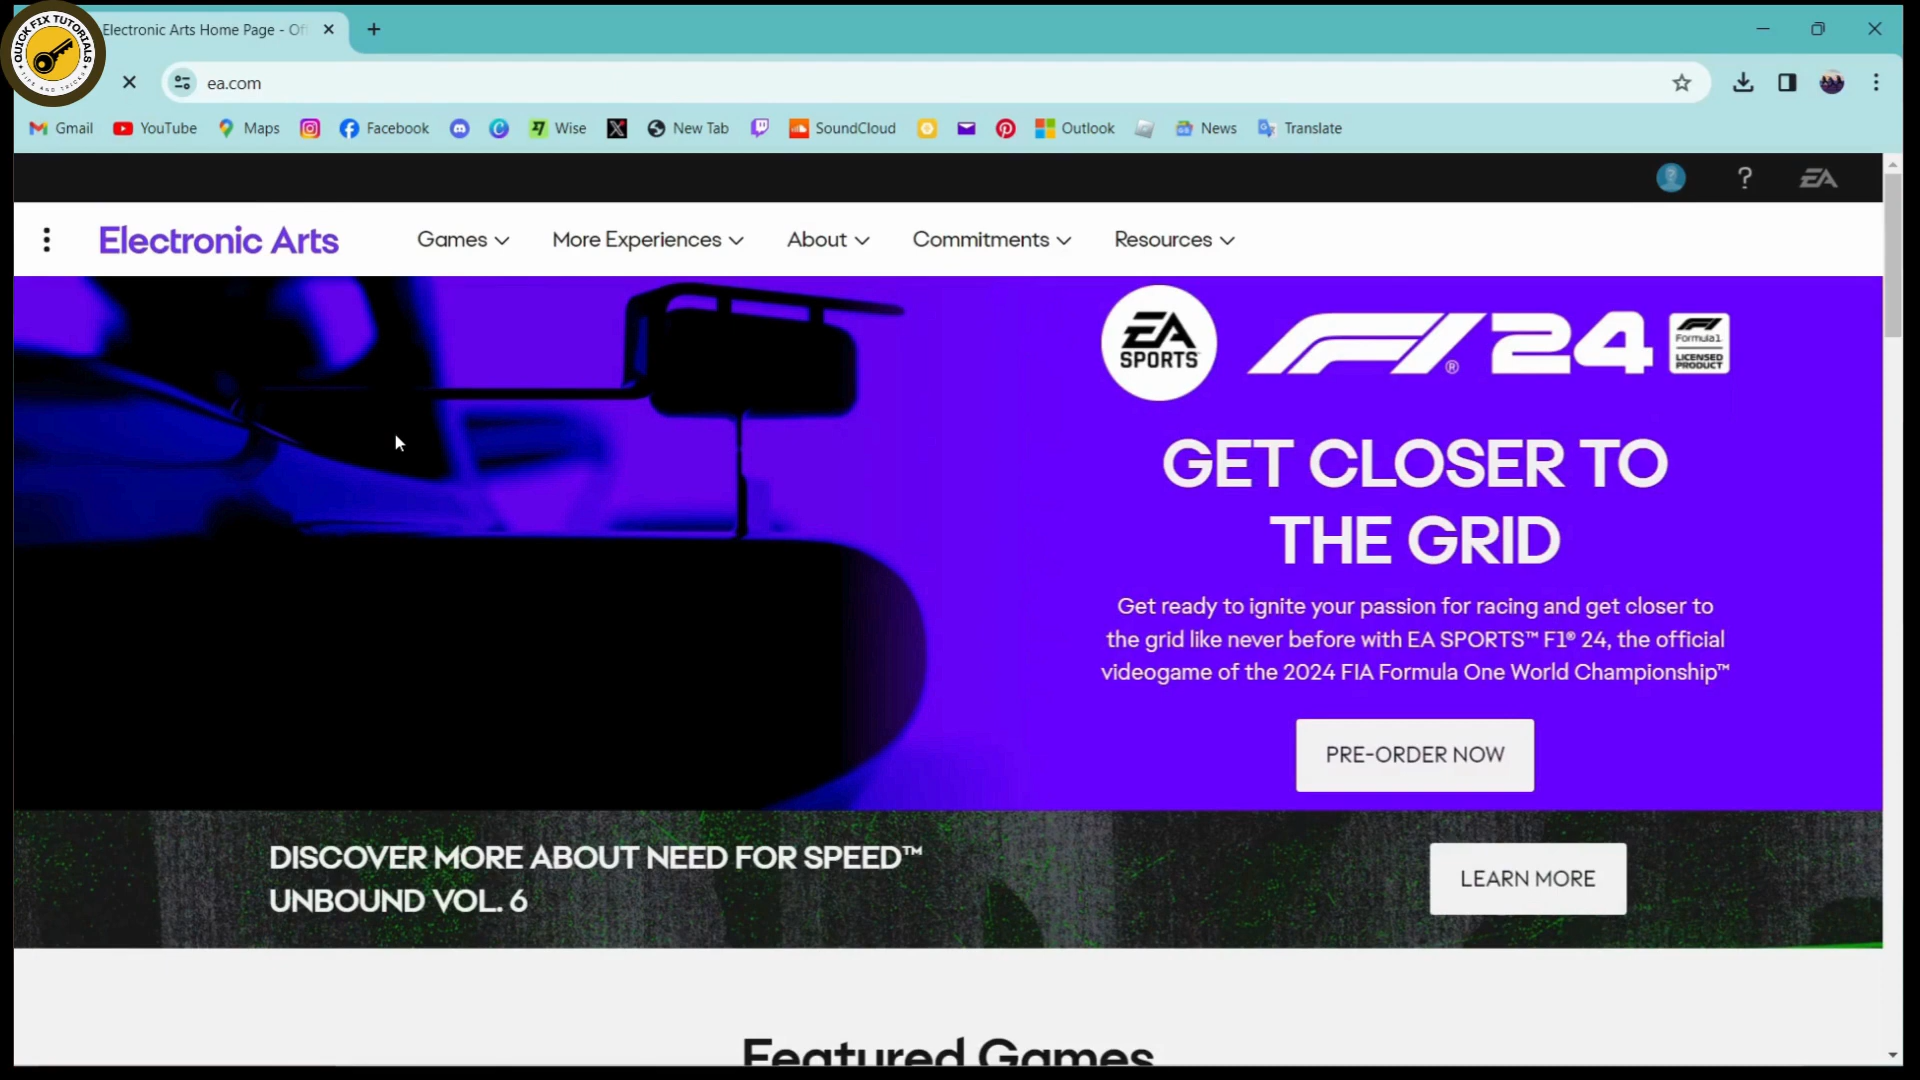 QUICK FIX TUTORIALS
TIPS AND TRICKS
Electronic Arts Home Page - Of
ea.com
Gmail
YouTube
Maps
Facebook
Wise
New Tab
SoundCloud
Outlook
News
Translate
?
EA
Electronic Arts
Games
More Experiences
About
Commitments
Resources
EA
SPORTS
F1® 24
F1
Formula 1
LICENSED
PRODUCT
GET CLOSER TO
THE GRID
Get ready to ignite your passion for racing and get closer to
the grid like never before with EA SPORTS™ F1® 24, the official
videogame of the 2024 FIA Formula One World Championship™
PRE-ORDER NOW
DISCOVER MORE ABOUT NEED FOR SPEED™
UNBOUND VOL. 6
LEARN MORE
Featured Games